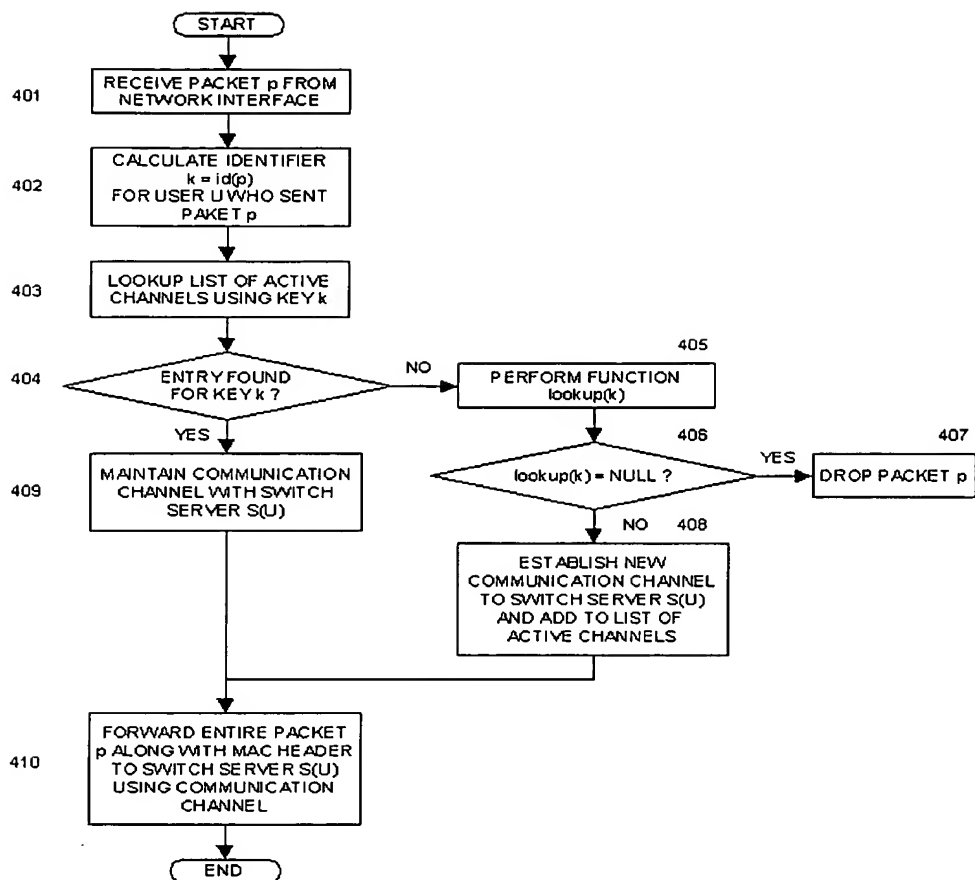 START
401
RECEIVE PACKET p FROM
NETWORK INTERFACE
402
CALCULATE IDENTIFIER
k = id(p)
FOR USER U WHO SENT
PAKET p
403
LOOKUP LIST OF ACTIVE
CHANNELS USING KEY k
404
ENTRY FOUND
FOR KEY k ?
NO
405
PERFORM FUNCTION
lookup(k)
YES
406
lookup(k) = NULL ?
YES
407
DROP PACKET p
409
MAINTAIN COMMUNICATION
CHANNEL WITH SWITCH
SERVER S(U)
NO
408
ESTABLISH NEW
COMMUNICATION CHANNEL
TO SWITCH SERVER S(U)
AND ADD TO LIST OF
ACTIVE CHANNELS
410
FORWARD ENTIRE PACKET
p ALONG WITH MAC HEADER
TO SWITCH SERVER S(U)
USING COMMUNICATION
CHANNEL
END